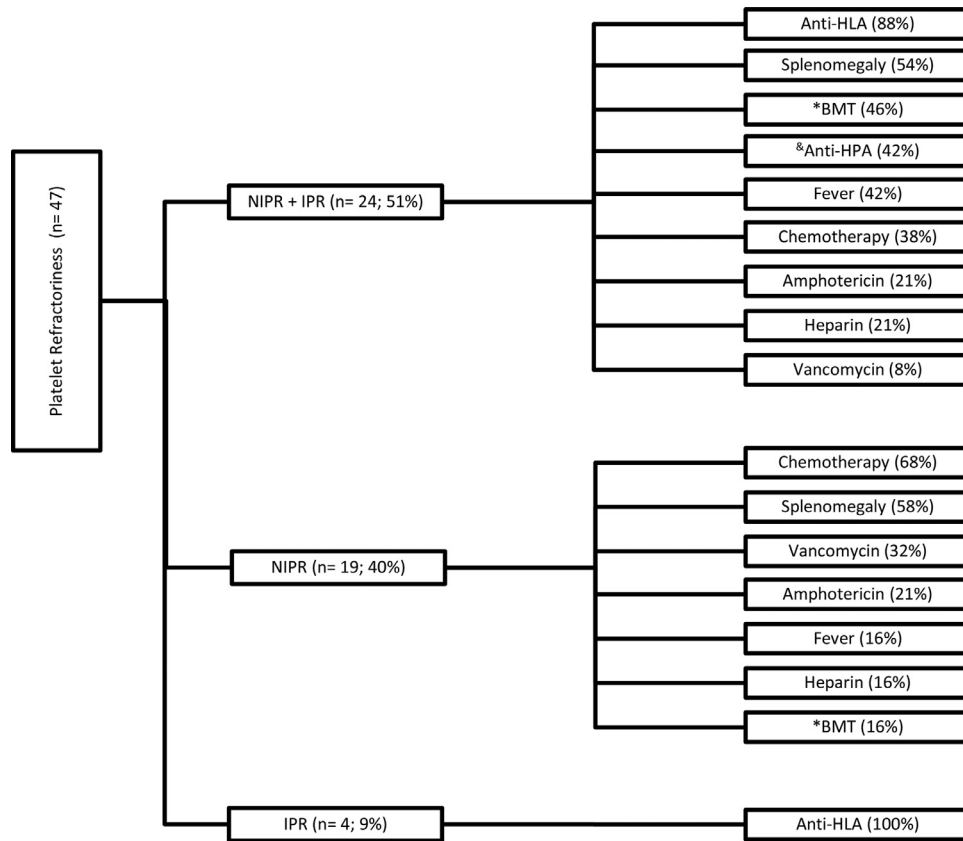 Platelet Refractoriness (n= 47)
NIPR + IPR (n= 24; 51%)
Anti-HLA (88%)
Splenomegaly (54%)
*BMT (46%)
&Anti-HPA (42%)
Fever (42%)
Chemotherapy (38%)
Amphotericin (21%)
Heparin (21%)
Vancomycin (8%)
NIPR (n= 19; 40%)
Chemotherapy (68%)
Splenomegaly (58%)
Vancomycin (32%)
Amphotericin (21%)
Fever (16%)
Heparin (16%)
*BMT (16%)
IPR (n= 4; 9%)
Anti-HLA (100%)